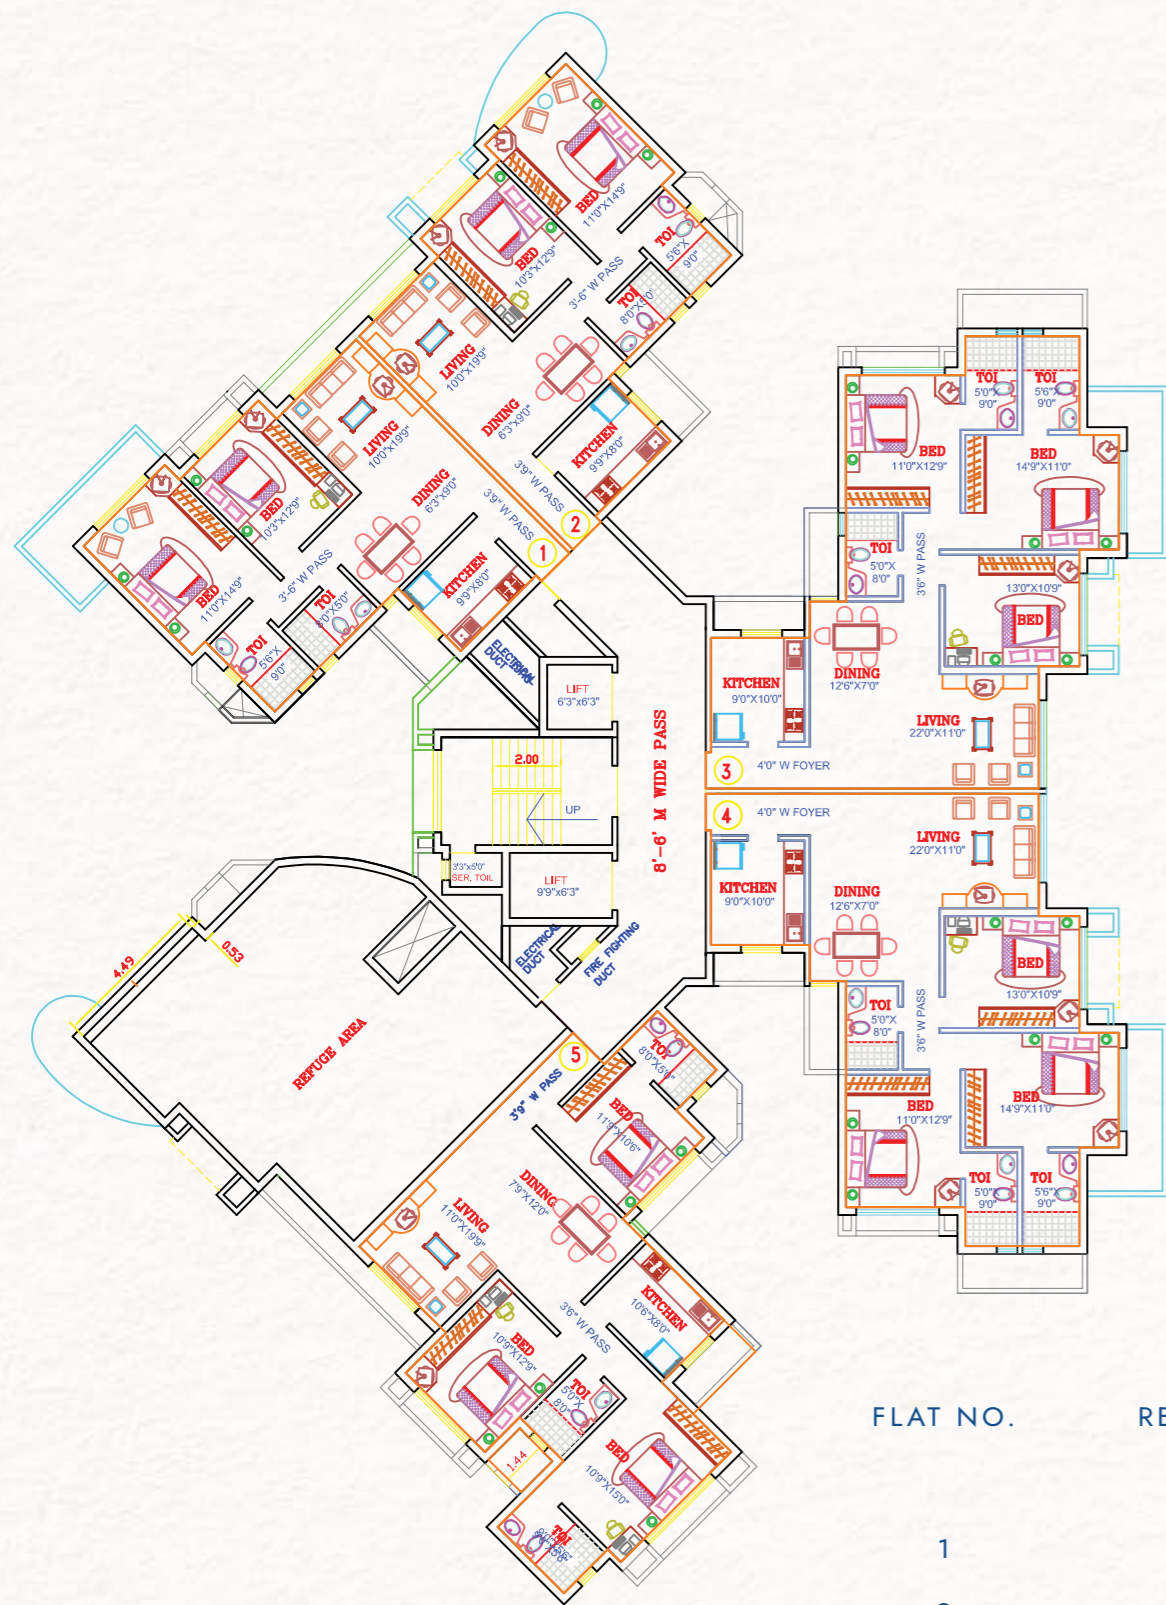 BED
11'0"X14'9"
TOI
5'6"X
9'0"
BED
10'3"x12'9"
3'-6" W PASS
TOI
8'0"X5'0"
LIVING
10'0"x19'9"
DINING
6'3"x9'0"
KITCHEN
9'9"X8'0"
3'9" W PASS
2
LIVING
10'0"x19'9"
DINING
6'3"x9'0"
3'9" W PASS
1
KITCHEN
9'9"X8'0"
BED
10'3"x12'9"
BED
11'0"X14'9"
3'-6" W PASS
TOI
8'0"X5'0"
TOI
5'6"X
9'0"
ELECTRICAL
DUCT
LIFT
6'3"x6'3"
2.00
UP
3'3"x5'0"
SER. TOIL
LIFT
9'9"x6'3"
ELECTRICAL
DUCT
FIRE FIGHTING
DUCT
8'-6' M WIDE PASS
TOI
5'0"X
9'0"
TOI
5'6"X
9'0"
BED
11'0"X12'9"
BED
14'9"X11'0"
TOI
5'0"X
8'0"
3'6" W PASS
13'0"X10'9"
BED
DINING
12'6"X7'0"
KITCHEN
9'0"X10'0"
LIVING
22'0"X11'0"
3
4'0" W FOYER
4
4'0" W FOYER
LIVING
22'0"X11'0"
KITCHEN
9'0"X10'0"
DINING
12'6"X7'0"
BED
13'0"X10'9"
TOI
5'0"X
8'0"
3'6" W PASS
BED
11'0"X12'9"
BED
14'9"X11'0"
TOI
5'0"X
9'0"
TOI
5'6"X
9'0"
4.49
0.53
REFUGE AREA
5
3'9" W PASS
TOI
BED
11'9"X10'6"
DINING
7'9"X12'0"
LIVING
11'0"X19'9"
KITCHEN
10'6"X8'0"
3'6" W PASS
BED
10'9"X12'9"
TOI
5'0"X
8'0"
1.44
BED
10'9"X15'0"
TOI
FLAT NO.
RE
1